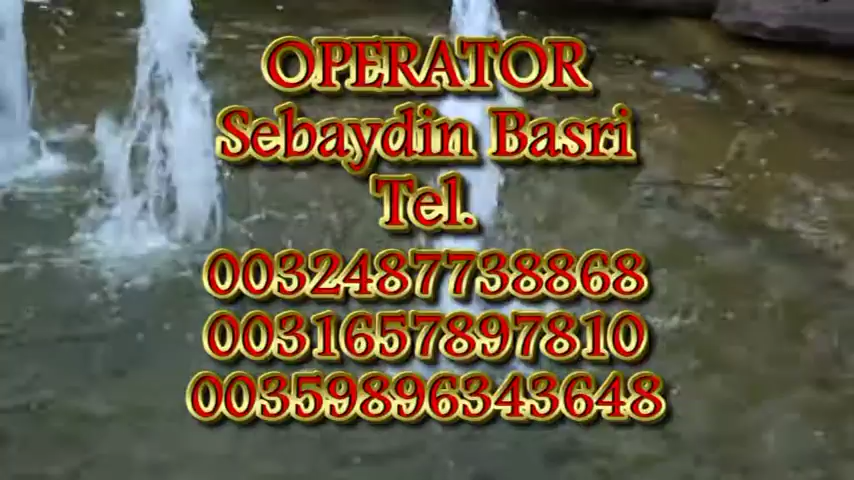 OPERATOR
Sebaydin Basri
Tel.
0032487738868
0031657897810
00359896343648